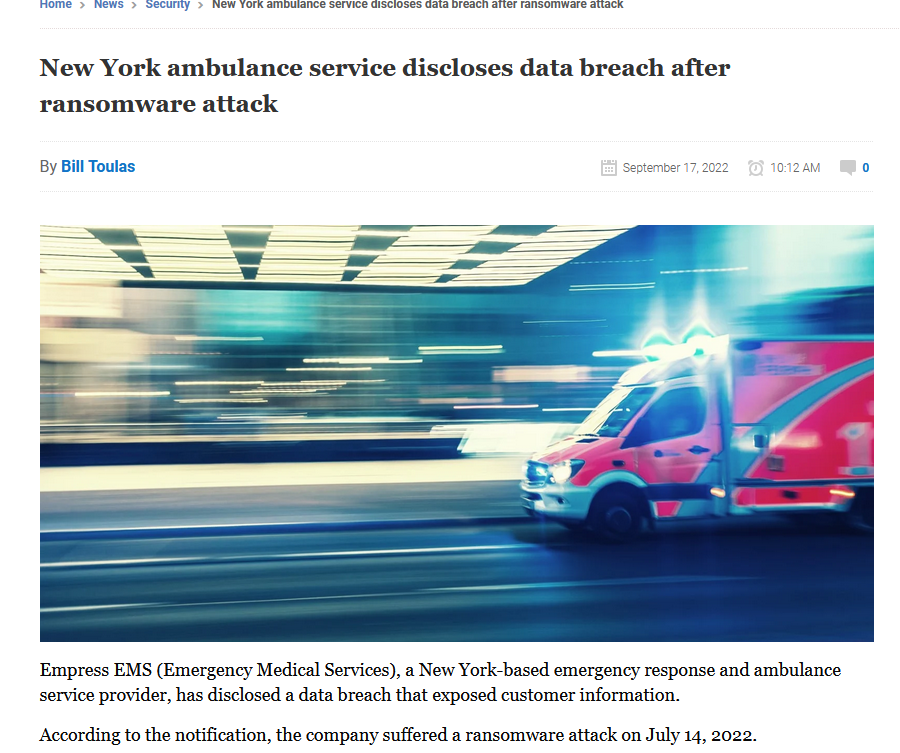 Home > News > Security > New York ambulance service discloses data breach after ransomware attack
New York ambulance service discloses data breach after
ransomware attack
By Bill Toulas
September 17, 2022 10:12 AM 0
Empress EMS (Emergency Medical Services), a New York-based emergency response and ambulance
service provider, has disclosed a data breach that exposed customer information.
According to the notification, the company suffered a ransomware attack on July 14, 2022.